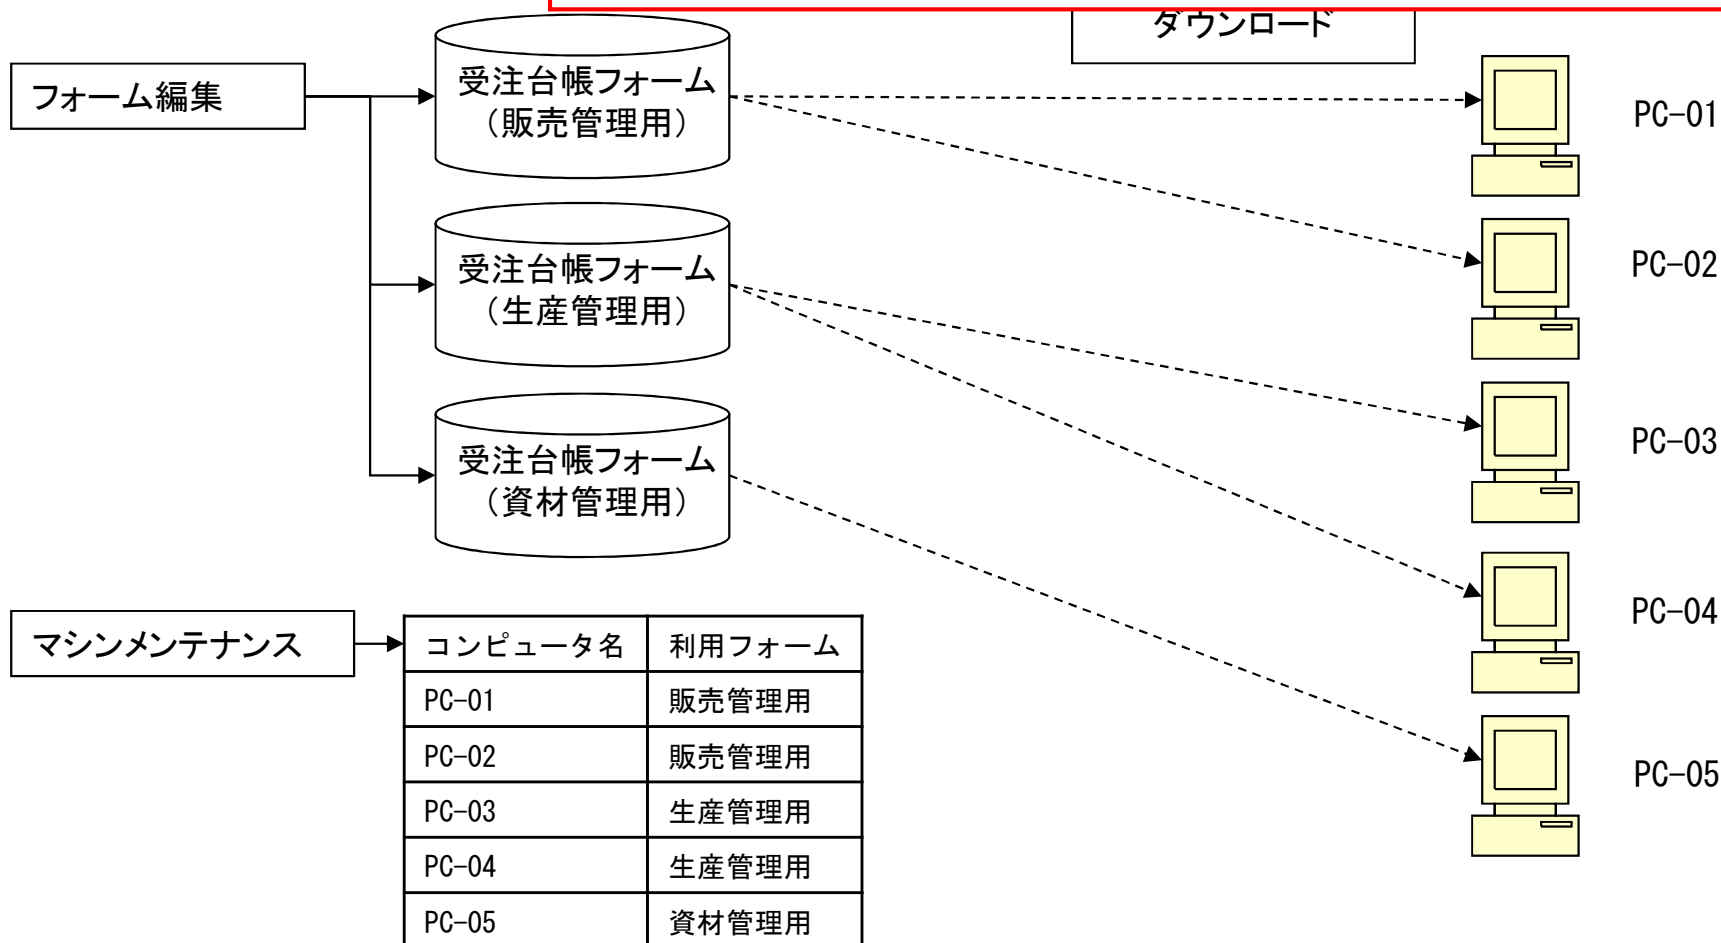 ダウンロード
フォーム編集
受注台帳フォーム
（販売管理用）
PC-01
受注台帳フォーム
（生産管理用）
PC-02
受注台帳フォーム
（資材管理用）
PC-03
PC-04
PC-05
マシンメンテナンス
コンピュータ名 利用フォーム
PC-01 販売管理用
PC-02 販売管理用
PC-03 生産管理用
PC-04 生産管理用
PC-05 資材管理用